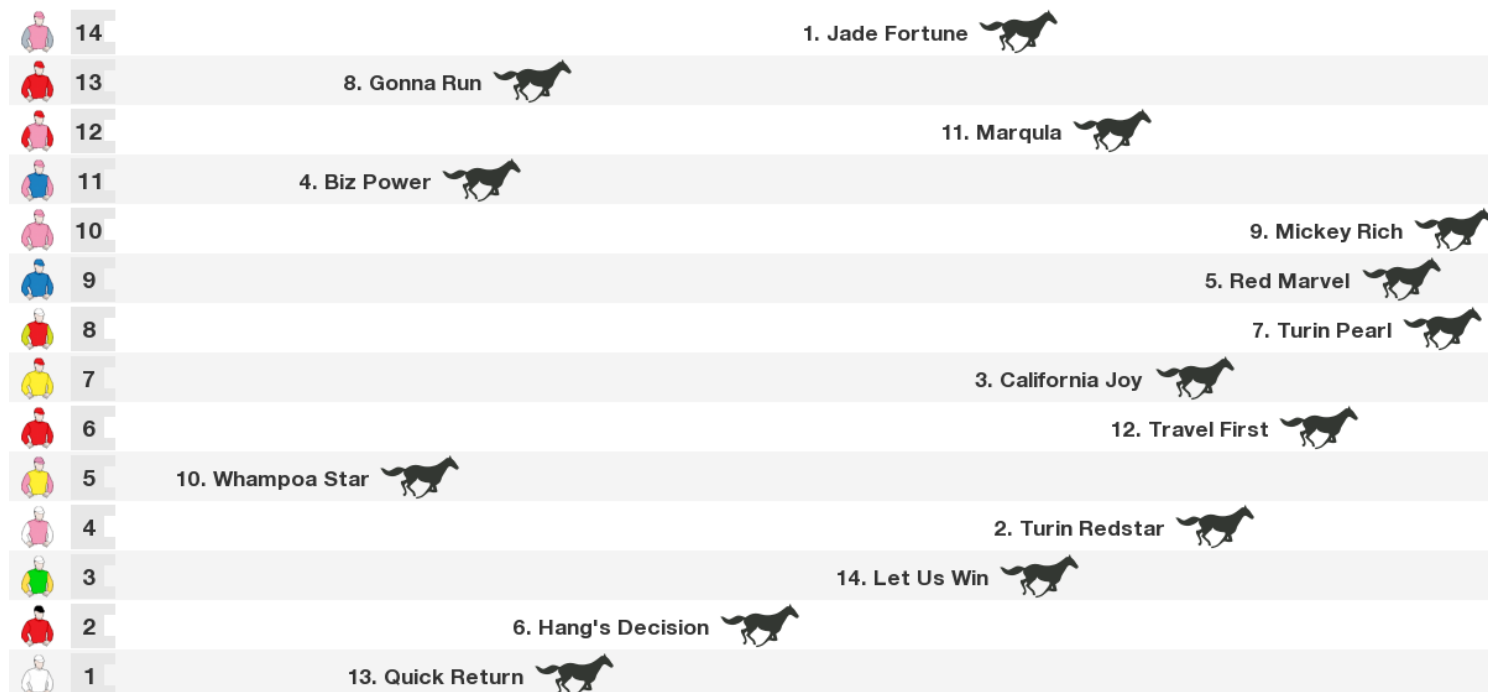 14 1. Jade Fortune
13 8. Gonna Run
12 11. Marqula
11 4. Biz Power
10 9. Mickey Rich
9 5. Red Marvel
8 7. Turin Pearl
7 3. California Joy
6 12. Travel First
5 10. Whampoa Star
4 2. Turin Redstar
3 14. Let Us Win
2 6. Hang's Decision
1 13. Quick Return